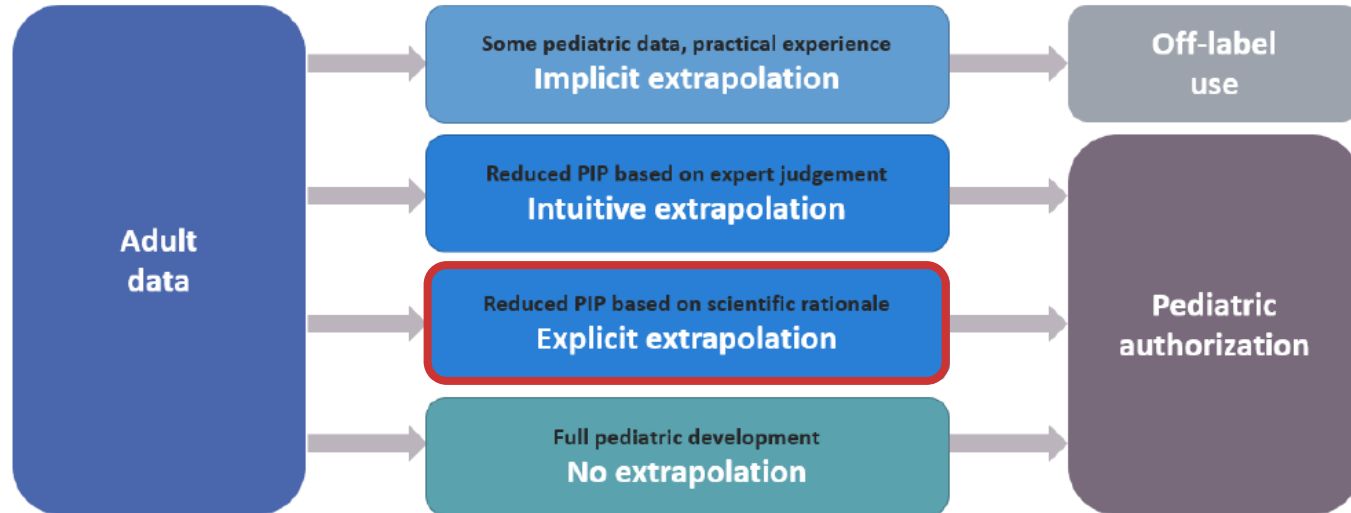 Adult
data
Some pediatric data, practical experience
Implicit extrapolation
Reduced PIP based on expert judgement
Intuitive extrapolation
Reduced PIP based on scientific rationale
Explicit extrapolation
Full pediatric development
No extrapolation
Off-label
use
Pediatric
authorization